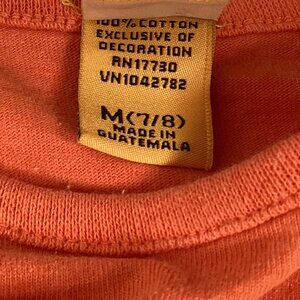 100% COTTON
EXCLUSIVE OF
DECORATION
RN17730
VN1042782
M(7/8)
MADE IN
GUATEMALA